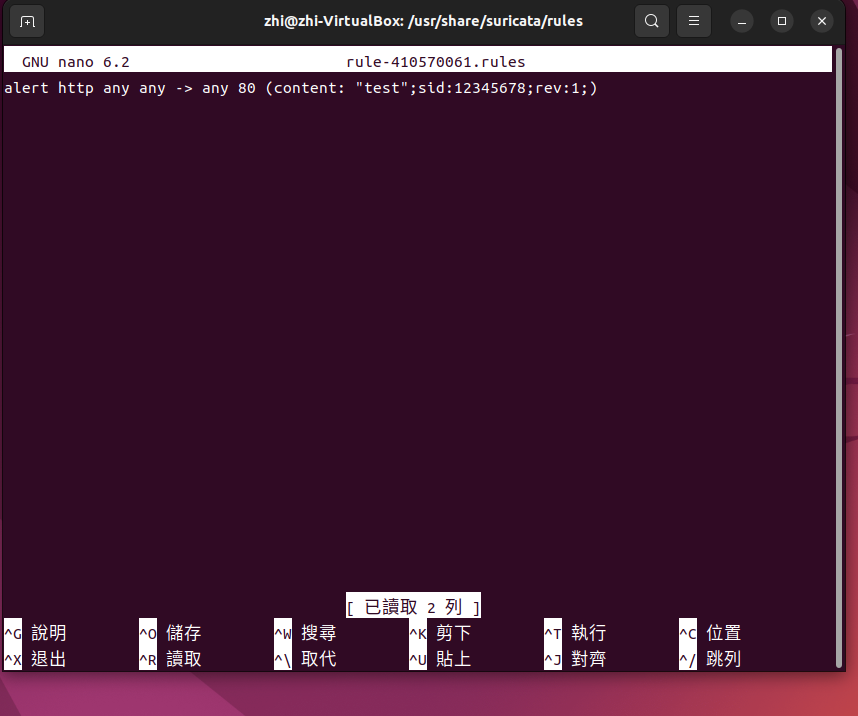 zhi@zhi-VirtualBox: /usr/share/suricata/rules
GNU nano 6.2 rule-410570061.rules
alert http any any -> any 80 (content: "test";sid:12345678;rev:1;)
[ 已讀取 2 列 ]
^G 說明 ^O 儲存 ^W 搜尋 ^K 剪下 ^T 執行 ^C 位置
^X 退出 ^R 讀取 ^\ 取代 ^U 貼上 ^J 對齊 ^/ 跳列